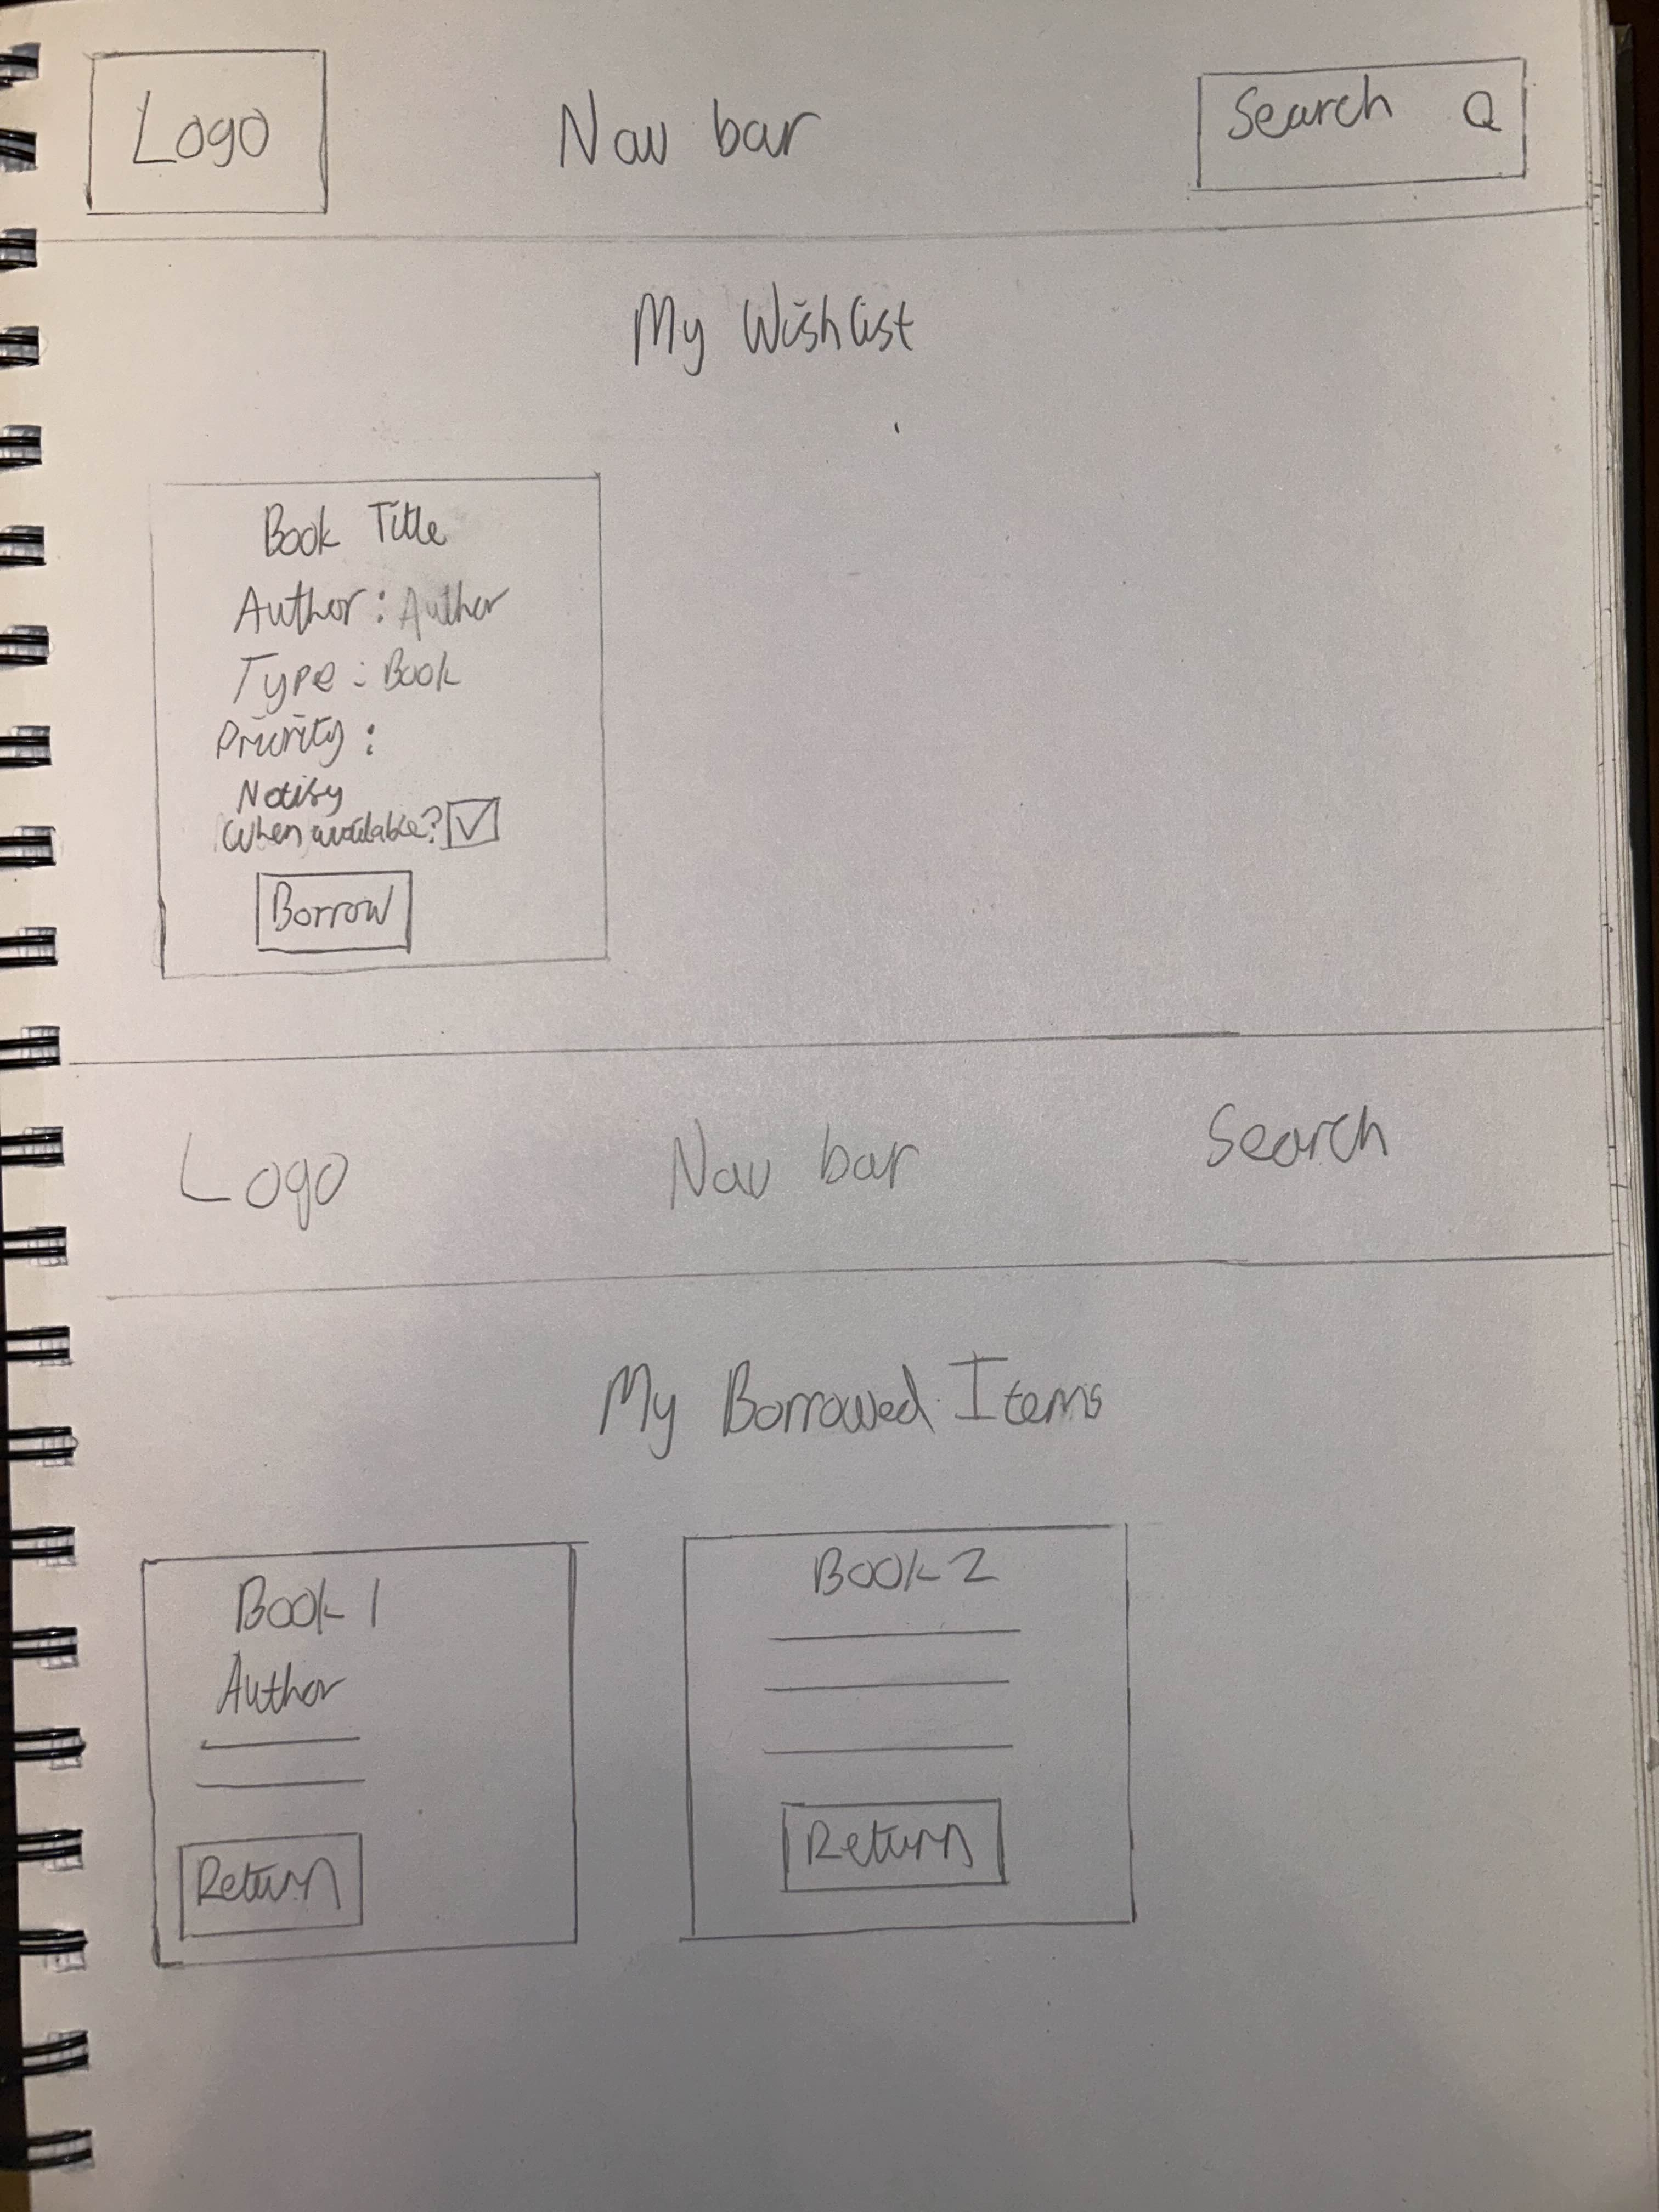 Logo
Nav bar
Search
My Wishlist
Book Title
Author: Author
Type: Book
Priority:
Notify
When available?
Borrow
Logo
Nav bar
Search
My Borrowed Items
Book 1
Author
Return
Book 2
Return